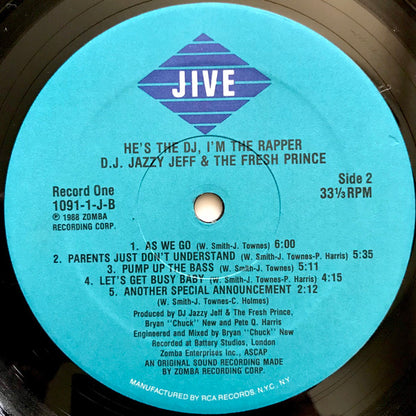 JIVE
HE'S THE DJ, I'M THE RAPPER
D.J. JAZZY JEFF & THE FRESH PRINCE
Record One
1091-1-J-B
℗ 1988 ZOMBA
RECORDING CORP.
Side 2
33⅓ RPM
1. AS WE GO (W. Smith-J. Townes) 6:00
2. PARENTS JUST DON'T UNDERSTAND (W. Smith-J. Townes-P. Harris) 5:35
3. PUMP UP THE BASS (W. Smith-J. Townes) 5:11
4. LET'S GET BUSY BABY (W. Smith-J. Townes-P. Harris) 4:15
5. ANOTHER SPECIAL ANNOUNCEMENT 2:12
(W. Smith-J. Townes-C. Holmes)
Produced by DJ Jazzy Jeff & The Fresh Prince,
Bryan "Chuck" New and Pete Q. Harris
Engineered and Mixed by Bryan "Chuck" New
Recorded at Battery Studios, London
Zomba Enterprises Inc., ASCAP
AN ORIGINAL SOUND RECORDING MADE
BY ZOMBA RECORDING CORP.
MANUFACTURED BY RCA RECORDS, N.Y.C., N.Y.